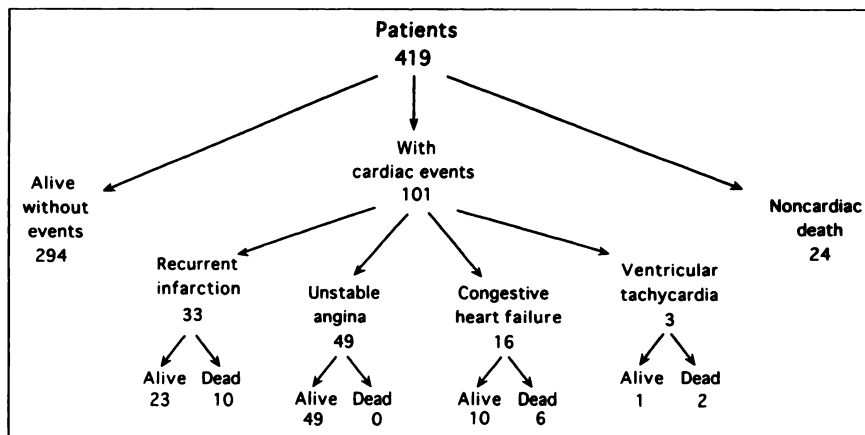 Patients
419
With
cardiac events
101
Alive
without
events
294
Noncardiac
death
24
Recurrent
infarction
33
Unstable
angina
49
Congestive
heart failure
16
Ventricular
tachycardia
3
Alive Dead
23 10
Alive Dead
49 0
Alive Dead
10 6
Alive Dead
1 2